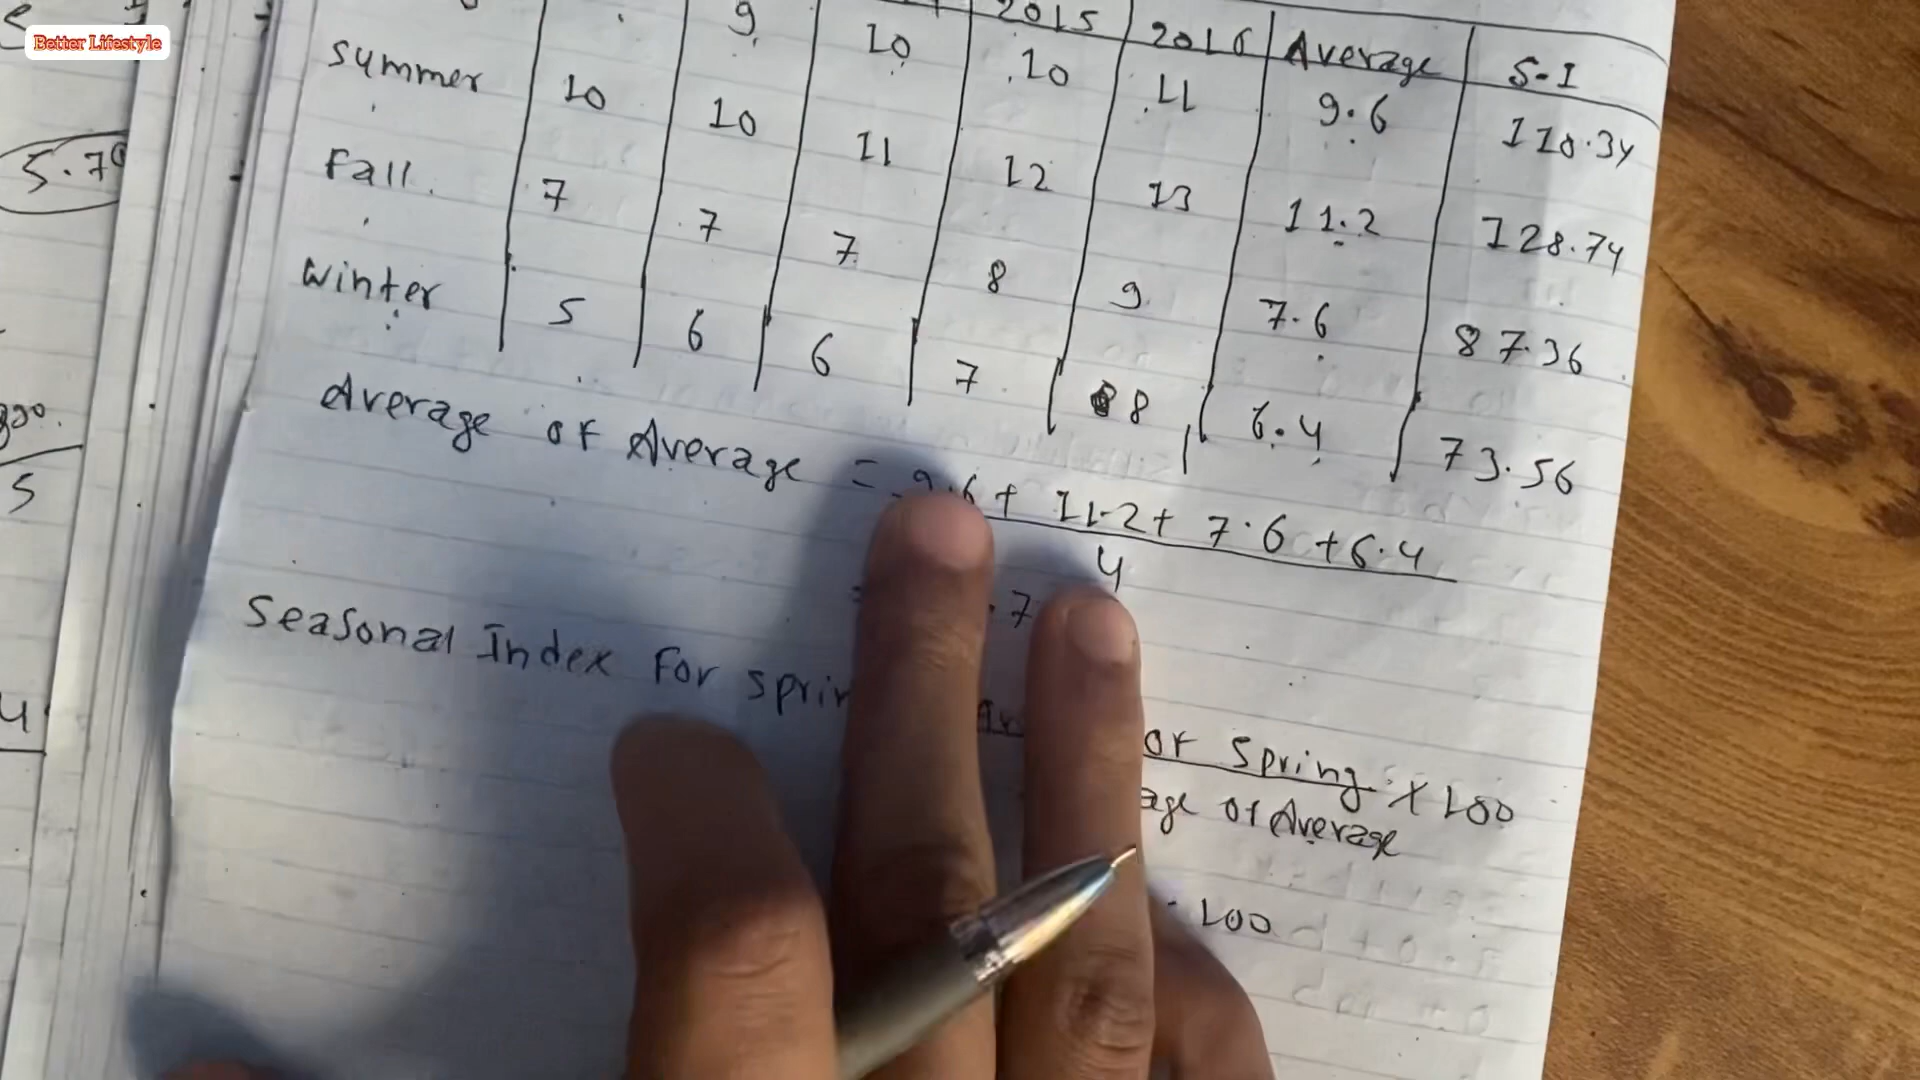 Better Lifestyle
2015 2016 Average S-I
9 10 10 11 9.6 110.34
Summer 10 10 11 12 13 11.2 128.74
Fall. 7 7 7 8 9 7.6 87.36
Winter 5 6 6 7 8 6.4 73.56
Average of Average = 9.6 + 11.2 + 7.6 + 6.4
4
.7
Seasonal Index For
of Spring × 100
of Average
100
5.7
5
4